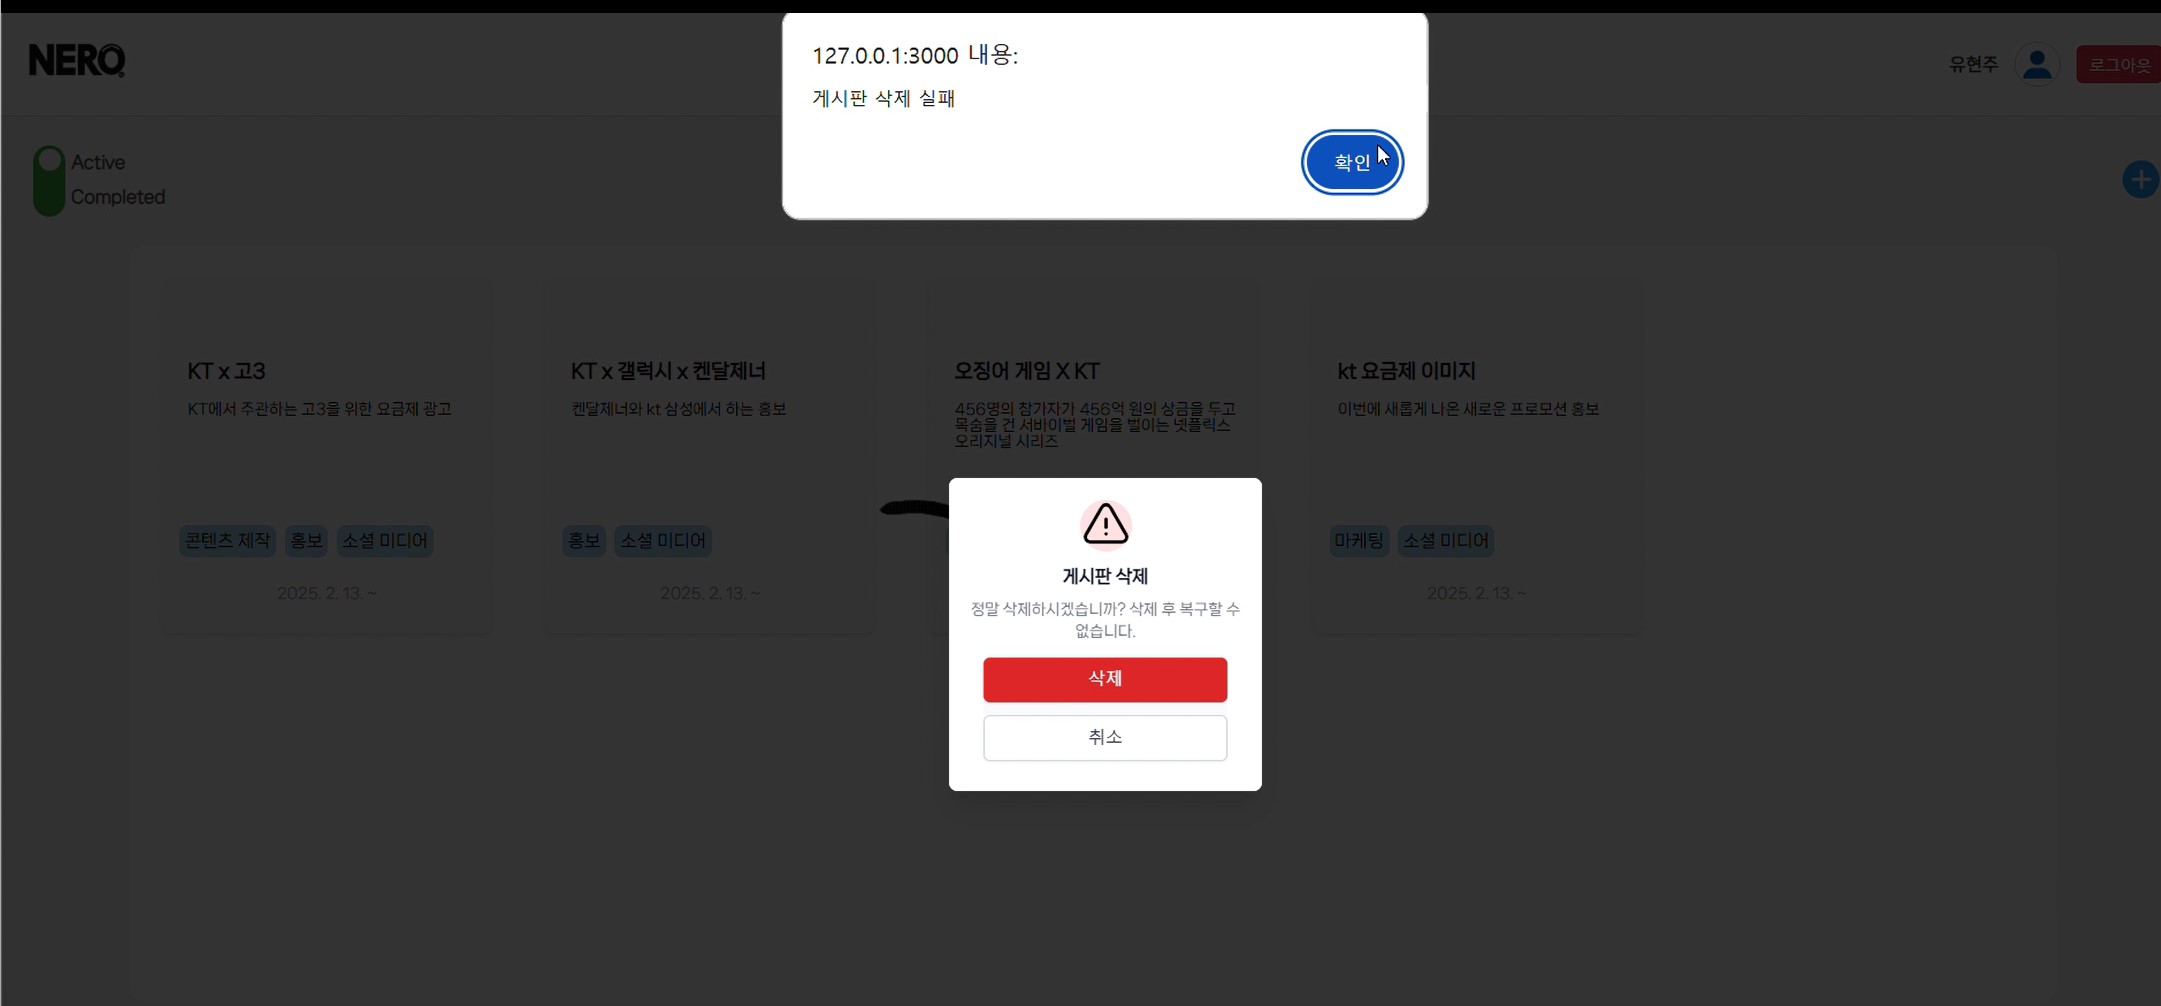 127.0.0.1:3000 내용:
게시판 삭제 실패
확인
NERO
유현주
로그아웃
Active
Completed
KT x 고3
KT에서 주관하는 고3을 위한 요금제 광고
콘텐츠 제작 홍보 소셜 미디어
2025. 2. 13. ~
KT x 갤럭시 x 켄달제너
켄달제너와 kt 삼성에서 하는 홍보
홍보 소셜 미디어
2025. 2. 13. ~
오징어 게임 X KT
456명의 참가자가 456억 원의 상금을 두고
목숨을 건 서바이벌 게임을 벌이는 넷플릭스
오리지널 시리즈
kt 요금제 이미지
이번에 새롭게 나온 새로운 프로모션 홍보
마케팅 소셜 미디어
2025. 2. 13. ~
게시판 삭제
정말 삭제하시겠습니까? 삭제 후 복구할 수
없습니다.
삭제
취소